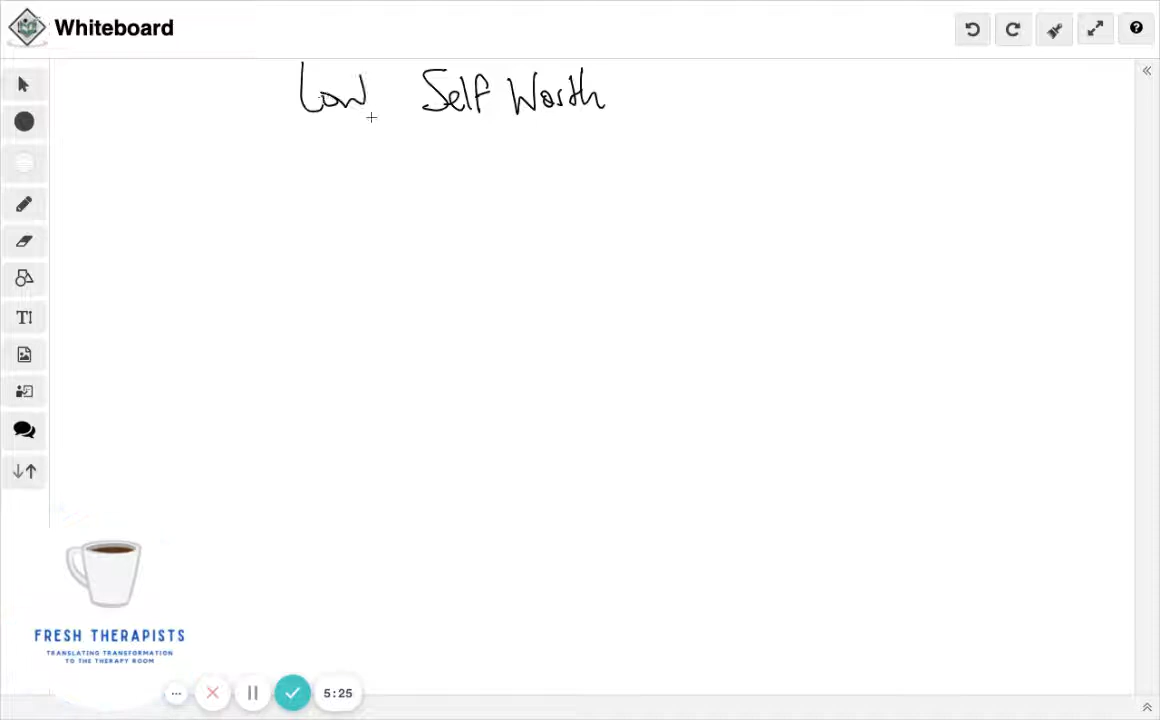 Whiteboard
Low Self Worth
FRESH THERAPISTS
TRANSLATING TRANSFORMATION
TO THE THERAPY ROOM
5:25